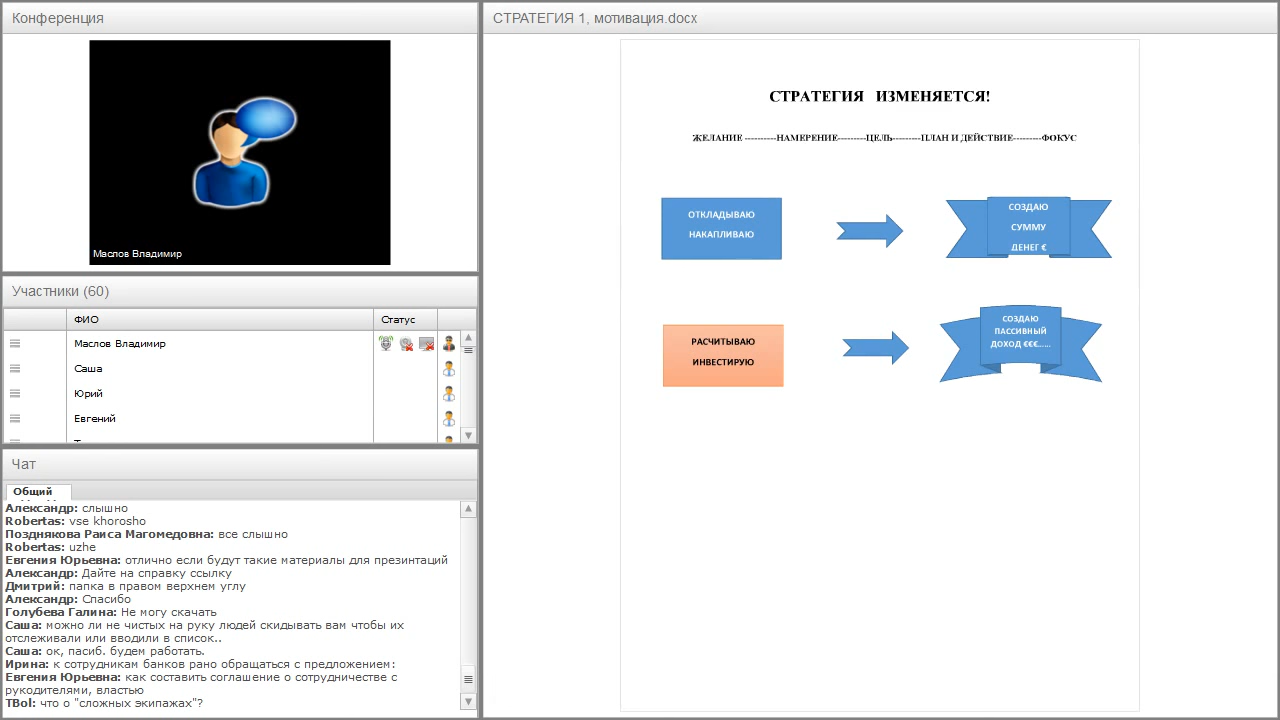 Конференция
Маслов Владимир
Участники (60)
ФИО Статус
Маслов Владимир
Саша
Юрий
Евгений
Чат
Общий
Александр: слышно
Robertas: vse khorosho
Позднякова Раиса Магомедовна: все слышно
Robertas: uzhe
Евгения Юрьевна: отлично если будут такие материалы для презинтаций
Александр: Дайте на справку ссылку
Дмитрий: папка в правом верхнем углу
Александр: Спасибо
Голубева Галина: Не могу скачать
Саша: можно ли не чистых на руку людей скидывать вам чтобы их
отслеживали или вводили в список..
Саша: ок, пасиб. будем работать.
Ирина: к сотрудникам банков рано обращаться с предложением:
Евгения Юрьевна: как составить соглашение о сотрудничестве с
рукодителями, властью
TBol: что о "сложных экипажах"?
СТРАТЕГИЯ 1, мотивация.docx
СТРАТЕГИЯ ИЗМЕНЯЕТСЯ!
ЖЕЛАНИЕ ----------НАМЕРЕНИЕ---------ЦЕЛЬ---------ПЛАН И ДЕЙСТВИЕ---------ФОКУС
ОТКЛАДЫВАЮ
НАКАПЛИВАЮ
СОЗДАЮ
СУММУ
ДЕНЕГ €
РАСЧИТЫВАЮ
ИНВЕСТИРУЮ
СОЗДАЮ
ПАССИВНЫЙ
ДОХОД €€€.....